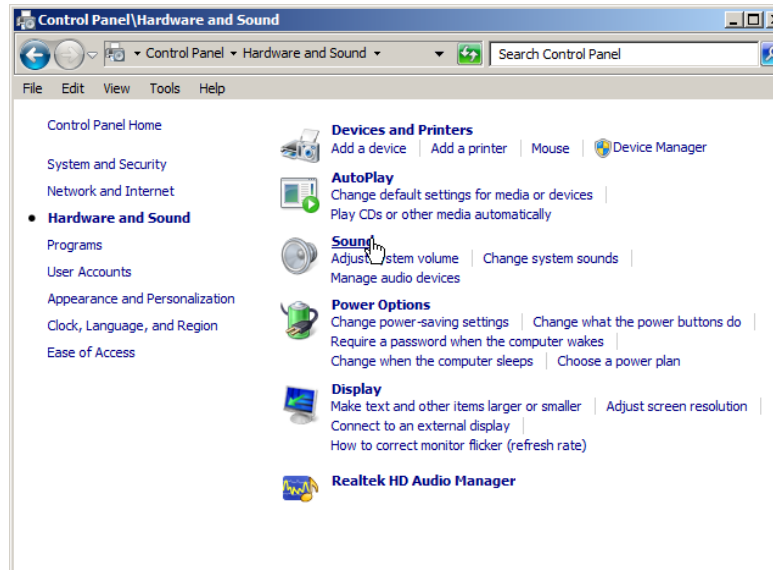 Control Panel\Hardware and Sound
Control Panel Hardware and Sound Search Control Panel
File Edit View Tools Help
Control Panel Home
System and Security
Network and Internet
Hardware and Sound
Programs
User Accounts
Appearance and Personalization
Clock, Language, and Region
Ease of Access
Devices and Printers
Add a device Add a printer Mouse Device Manager
AutoPlay
Change default settings for media or devices
Play CDs or other media automatically
Sound
Adjust system volume Change system sounds
Manage audio devices
Power Options
Change power-saving settings Change what the power buttons do
Require a password when the computer wakes
Change when the computer sleeps Choose a power plan
Display
Make text and other items larger or smaller Adjust screen resolution
Connect to an external display
How to correct monitor flicker (refresh rate)
Realtek HD Audio Manager